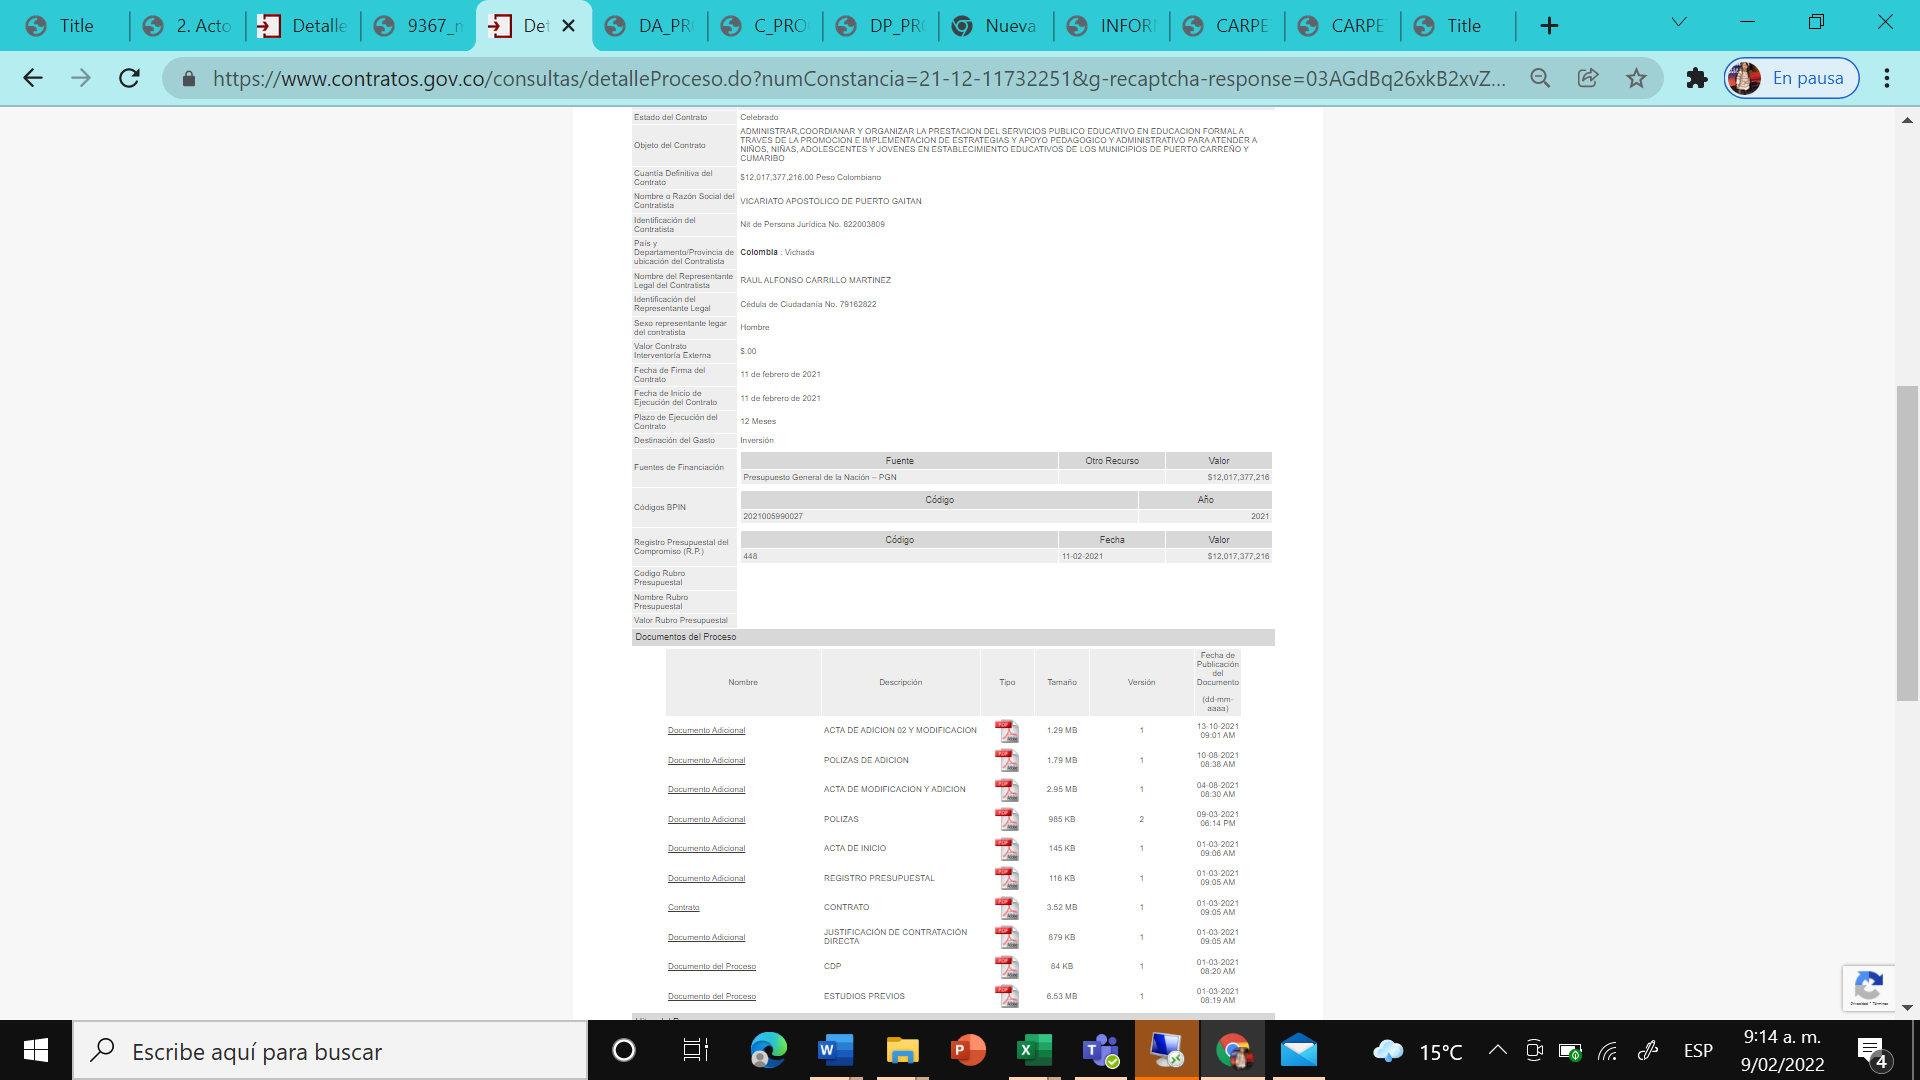 Title
2. Acto
Detalle
9367_n
Det
DA_PR
C_PRO
DP_PR
Nueva
INFORM
CARPE
CARPE
Title
https://www.contratos.gov.co/consultas/detalleProceso.do?numConstancia=21-12-11732251&g-recaptcha-response=03AGdBq26xkB2xvZ...
En pausa
Estado del Contrato Celebrado
Objeto del Contrato
ADMINISTRAR,COORDIANAR Y ORGANIZAR LA PRESTACION DEL SERVICIOS PUBLICO EDUCATIVO EN EDUCACION FORMAL A
TRAVES DE LA PROMOCION E IMPLEMENTACION DE ESTRATEGIAS Y APOYO PEDAGOGICO Y ADMINISTRATIVO PARA ATENDER A
NIÑOS, NIÑAS, ADOLESCENTES Y JOVENES EN ESTABLECIMIENTO EDUCATIVOS DE LOS MUNICIPIOS DE PUERTO CARREÑO Y
CUMARIBO
Cuantía Definitiva del
Contrato
$12,017,377,216.00 Peso Colombiano
Nombre o Razón Social del
Contratista
VICARIATO APOSTOLICO DE PUERTO GAITAN
Identificación del
Contratista
Nit de Persona Jurídica No. 822003809
País y
Departamento/Provincia de
ubicación del Contratista
Colombia : Vichada
Nombre del Representante
Legal del Contratista
RAUL ALFONSO CARRILLO MARTINEZ
Identificación del
Representante Legal
Cédula de Ciudadanía No. 79162822
Sexo representante legar
del contratista
Hombre
Valor Contrato
Interventoría Externa
$.00
Fecha de Firma del
Contrato
11 de febrero de 2021
Fecha de Inicio de
Ejecución del Contrato
11 de febrero de 2021
Plazo de Ejecución del
Contrato
12 Meses
Destinación del Gasto Inversión
Fuentes de Financiación
Fuente Otro Recurso Valor
Presupuesto General de la Nación – PGN $12,017,377,216
Códigos BPIN
Código Año
2021005990027 2021
Registro Presupuestal del
Compromiso (R.P.)
Código Fecha Valor
448 11-02-2021 $12,017,377,216
Codigo Rubro
Presupuestal
Nombre Rubro
Presupuestal
Valor Rubro Presupuestal
Documentos del Proceso
Nombre Descripción Tipo Tamaño Versión
Fecha de
Publicación
del
Documento
(dd-mm-
aaaa)
Documento Adicional ACTA DE ADICION 02 Y MODIFICACION 1.29 MB 1 13-10-2021
09:01 AM
Documento Adicional POLIZAS DE ADICION 1.79 MB 1 10-08-2021
08:38 AM
Documento Adicional ACTA DE MODIFICACION Y ADICION 2.95 MB 1 04-08-2021
08:30 AM
Documento Adicional POLIZAS 985 KB 2 09-03-2021
06:14 PM
Documento Adicional ACTA DE INICIO 145 KB 1 01-03-2021
09:06 AM
Documento Adicional REGISTRO PRESUPUESTAL 116 KB 1 01-03-2021
09:05 AM
Contrato CONTRATO 3.52 MB 1 01-03-2021
09:05 AM
Documento Adicional JUSTIFICACIÓN DE CONTRATACIÓN
DIRECTA 879 KB 1 01-03-2021
09:05 AM
Documento del Proceso CDP 84 KB 1 01-03-2021
08:20 AM
Documento del Proceso ESTUDIOS PREVIOS 6.53 MB 1 01-03-2021
08:19 AM
Escribe aquí para buscar
15°C
ESP
9:14 a. m.
9/02/2022
4